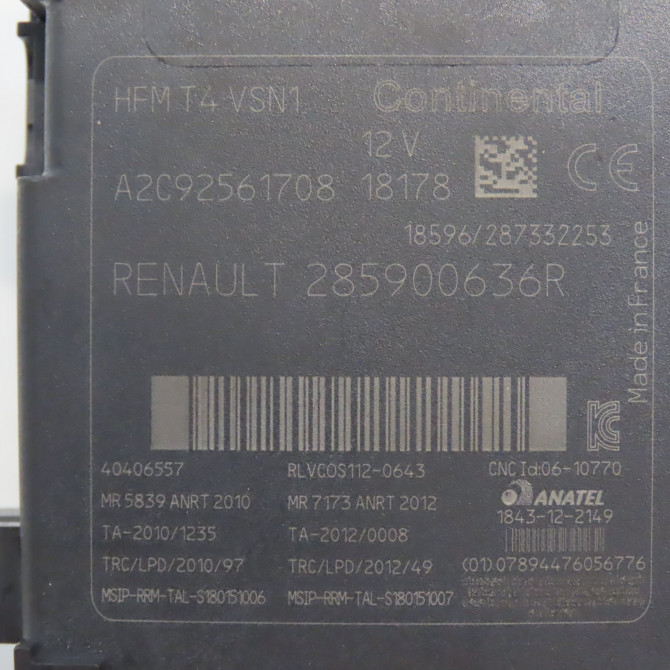 HFM T4 VSN1 Continental
12 V
A2C92561708 18178
CE
18596/287332253
RENAULT 285900636R
Made in France
40406557 RLVCOS112-0643 CNC Id:06-10770
MR 5839 ANRT 2010 MR 7173 ANRT 2012 ANATEL
1843-12-2149
TA-2010/1235 TA-2012/0008
TRC/LPD/2010/97 TRC/LPD/2012/49 (01)07894476056776
MSIP-RRM-TAL-S180151006 MSIP-RRM-TAL-S180151007